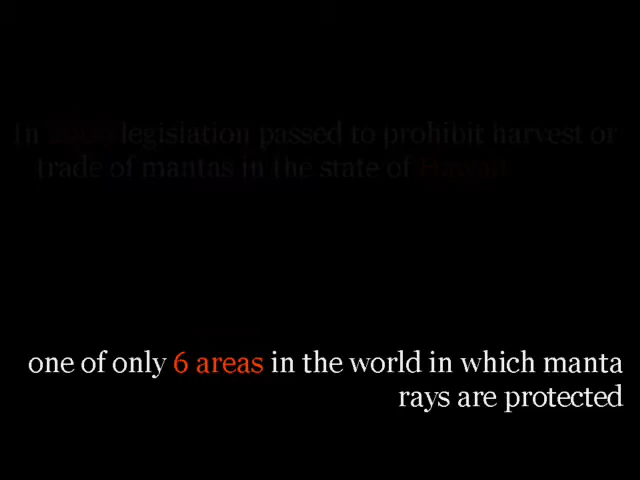 In legislation passed to prohibit harvest or
trade of mantas in the state of Hawaii
one of only 6 areas in the world in which manta
rays are protected